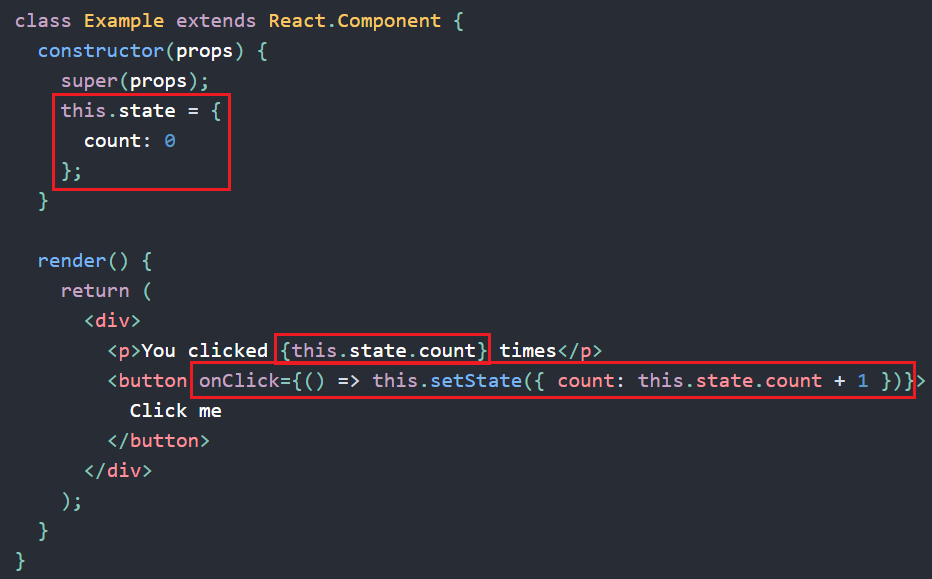 class Example extends React.Component {
  constructor(props) {
    super(props);
    this.state = {
      count: 0
    };
  }

  render() {
    return (
      <div>
        <p>You clicked {this.state.count} times</p>
        <button onClick={() => this.setState({ count: this.state.count + 1 })}>
          Click me
        </button>
      </div>
    );
  }
}